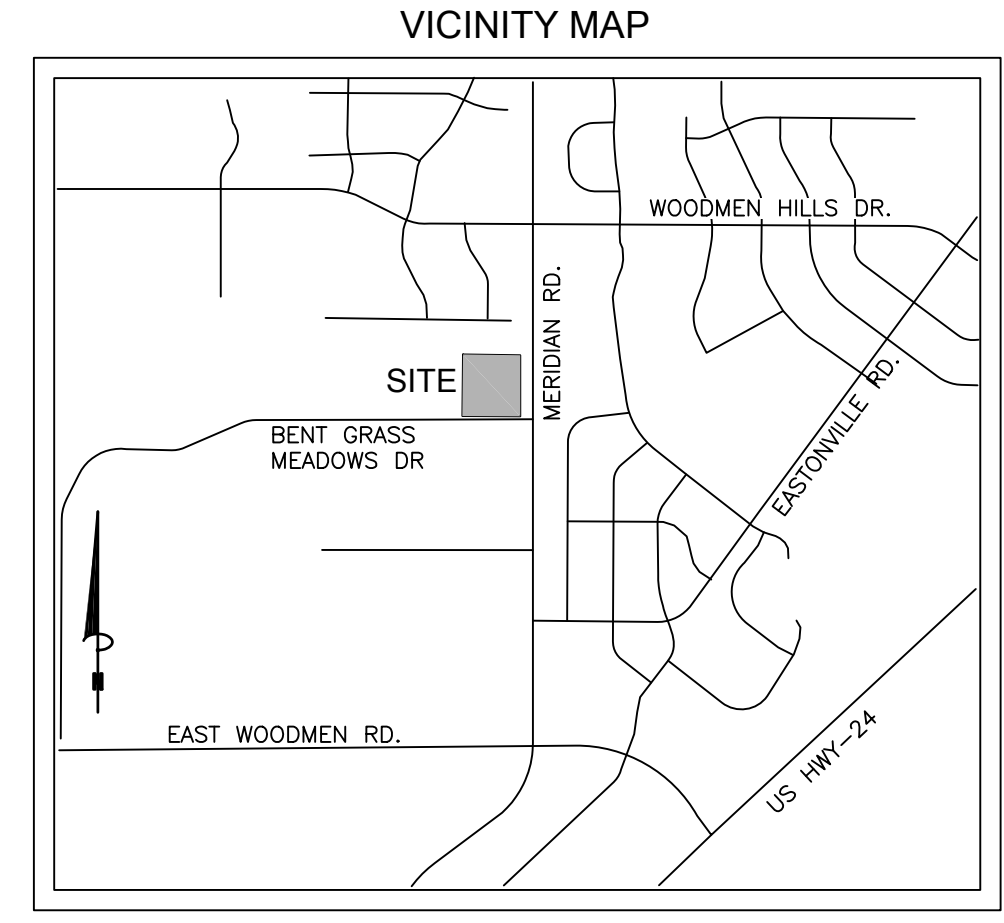 VICINITY MAP
WOODMEN HILLS DR.
MERIDIAN RD.
SITE
EASTONVILLE RD.
BENT GRASS
MEADOWS DR
EAST WOODMEN RD.
US HWY-24